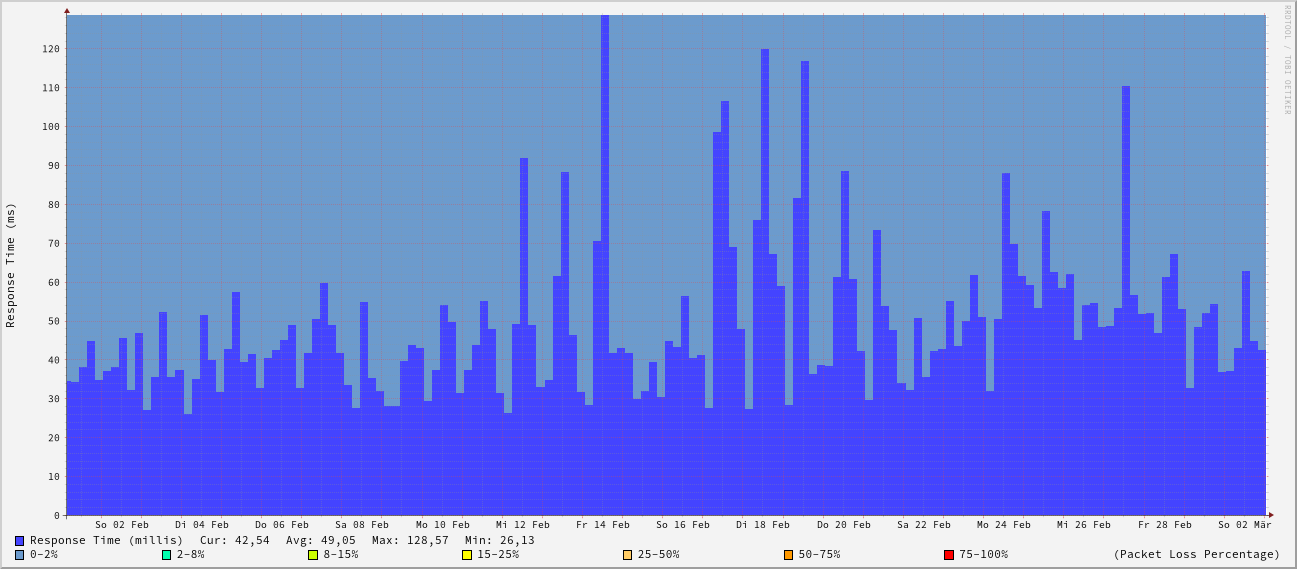 RRDTOOL / TOBI OETIKER
Response Time (ms)
120
110
100
90
80
70
60
50
40
30
20
10
0
So 02 Feb Di 04 Feb Do 06 Feb Sa 08 Feb Mo 10 Feb Mi 12 Feb Fr 14 Feb So 16 Feb Di 18 Feb Do 20 Feb Sa 22 Feb Mo 24 Feb Mi 26 Feb Fr 28 Feb So 02 Mär
Response Time (millis) Cur: 42,54 Avg: 49,05 Max: 128,57 Min: 26,13
0-2% 2-8% 8-15% 15-25% 25-50% 50-75% 75-100% (Packet Loss Percentage)